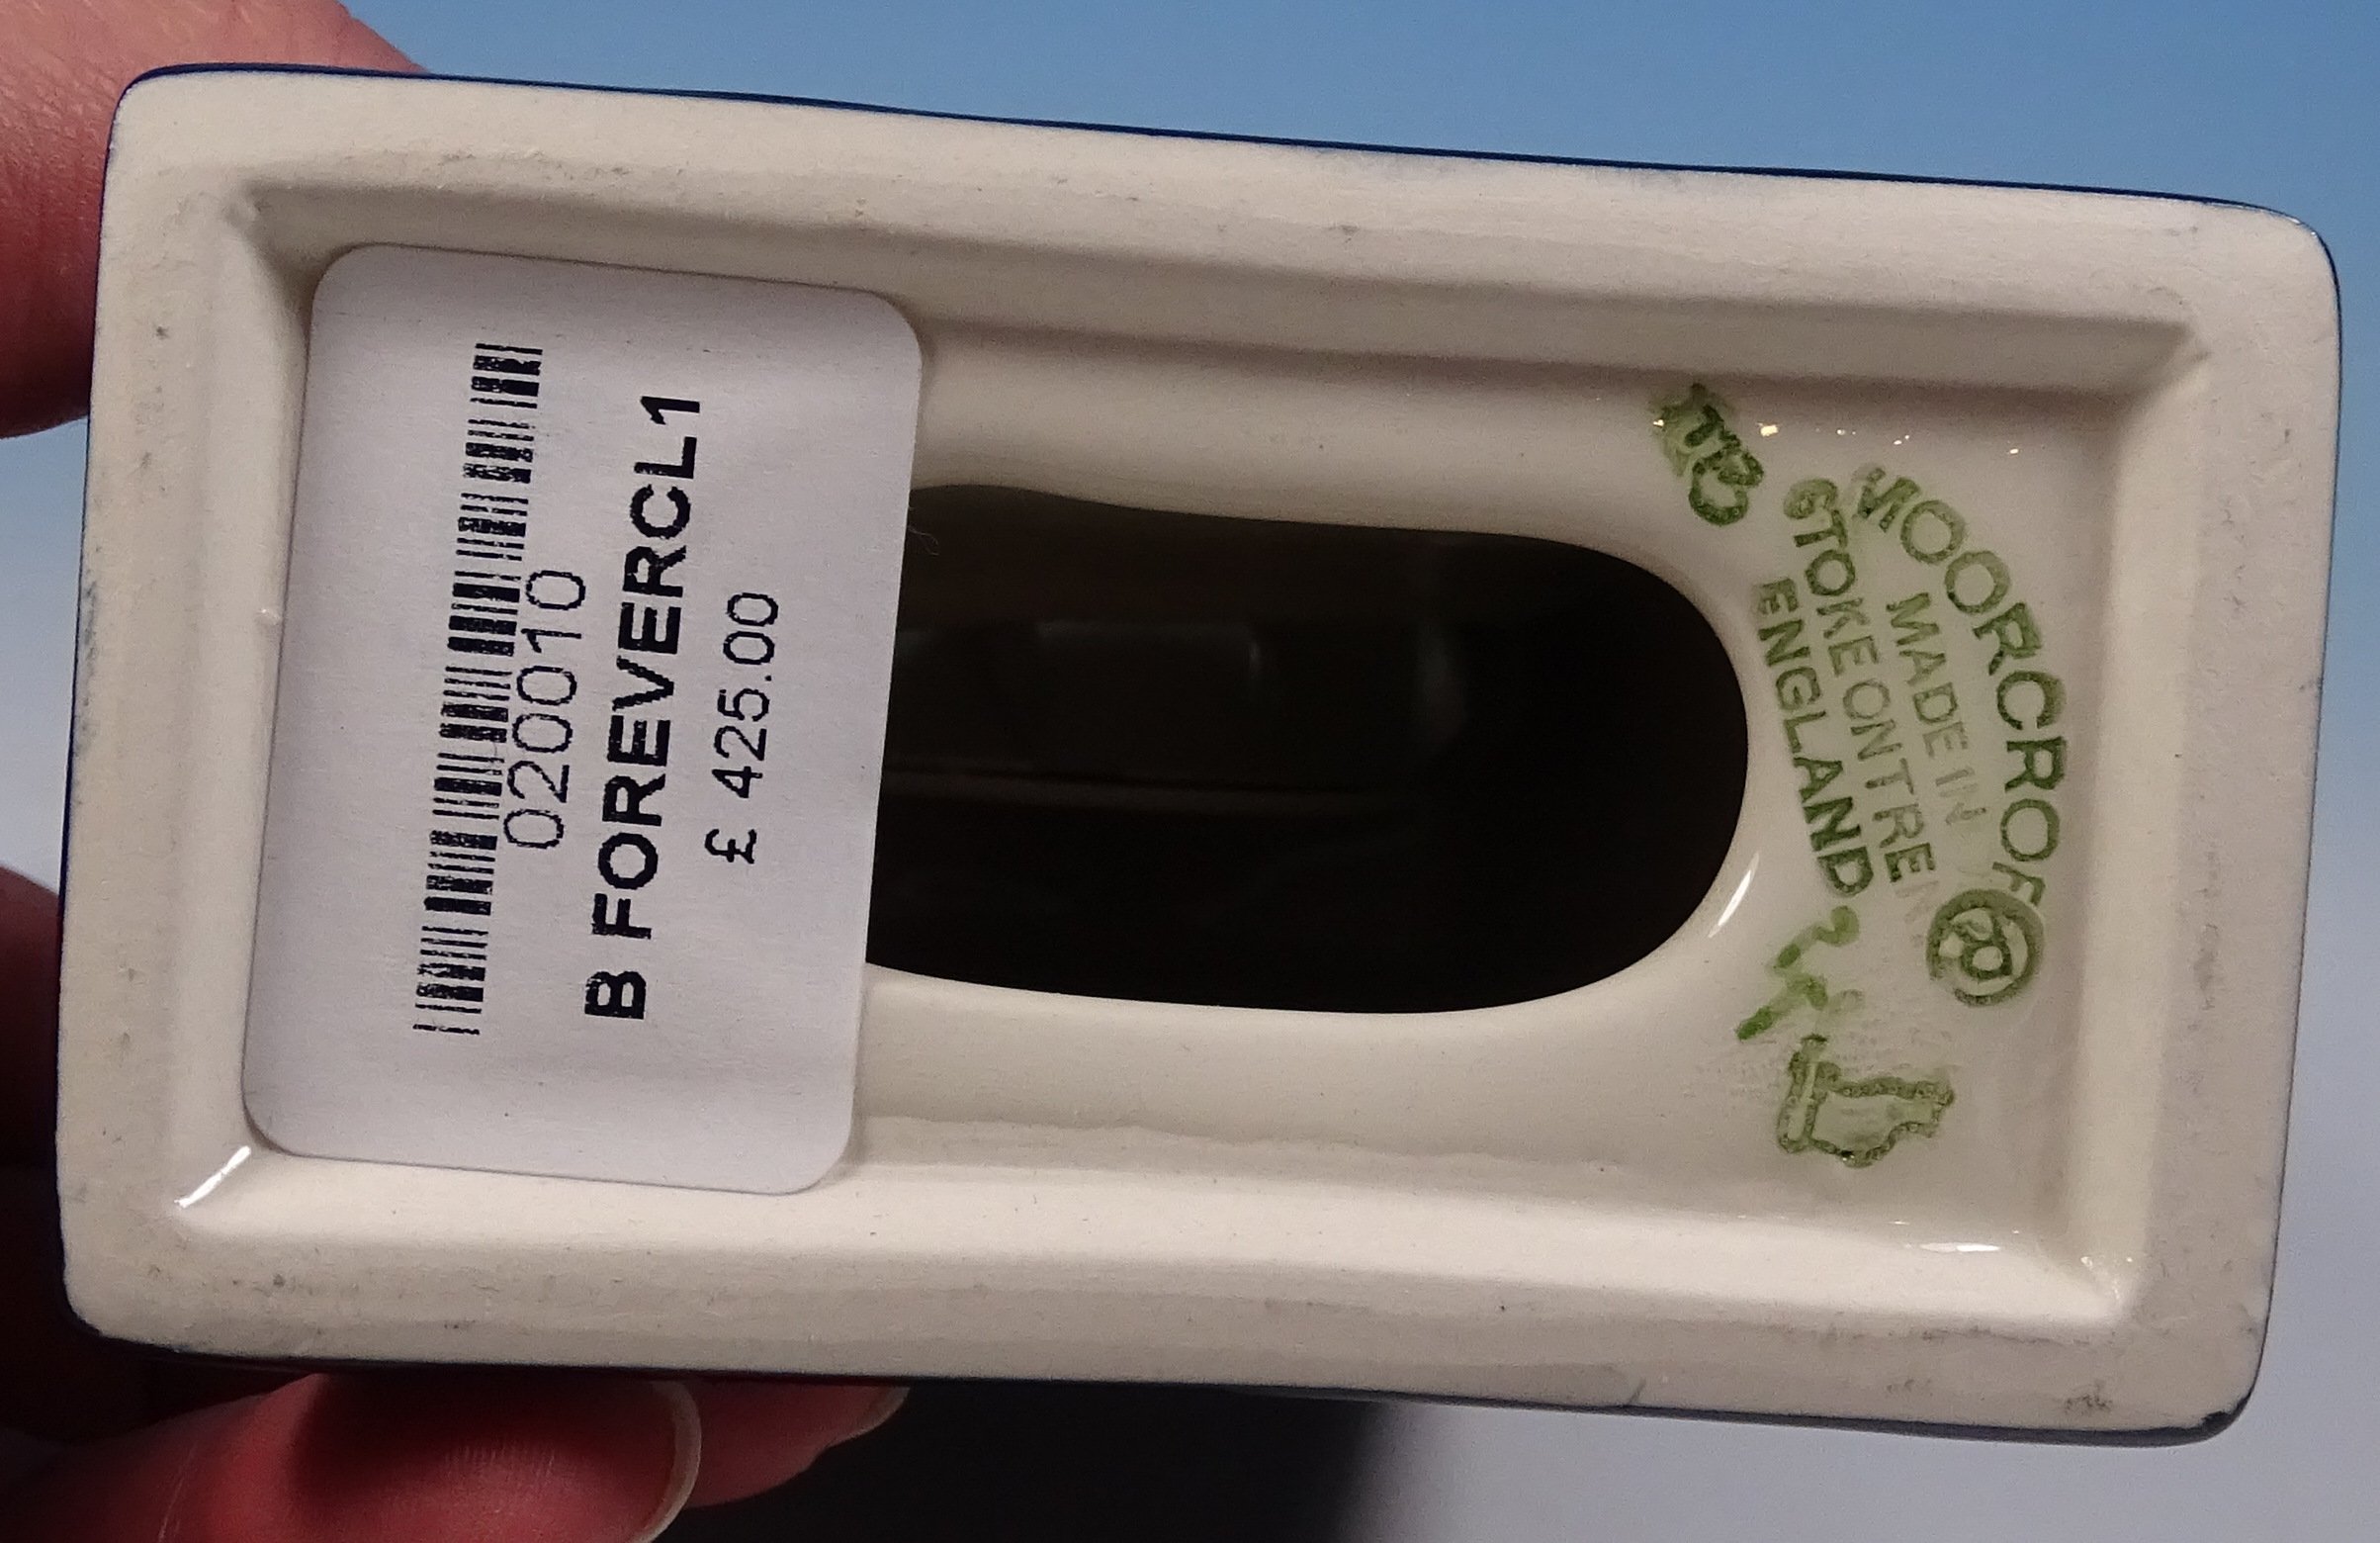 020010
B FOREVERCL1
£ 425.00
MOORCROFT
MADE IN
STOKE ON TRENT
ENGLAND